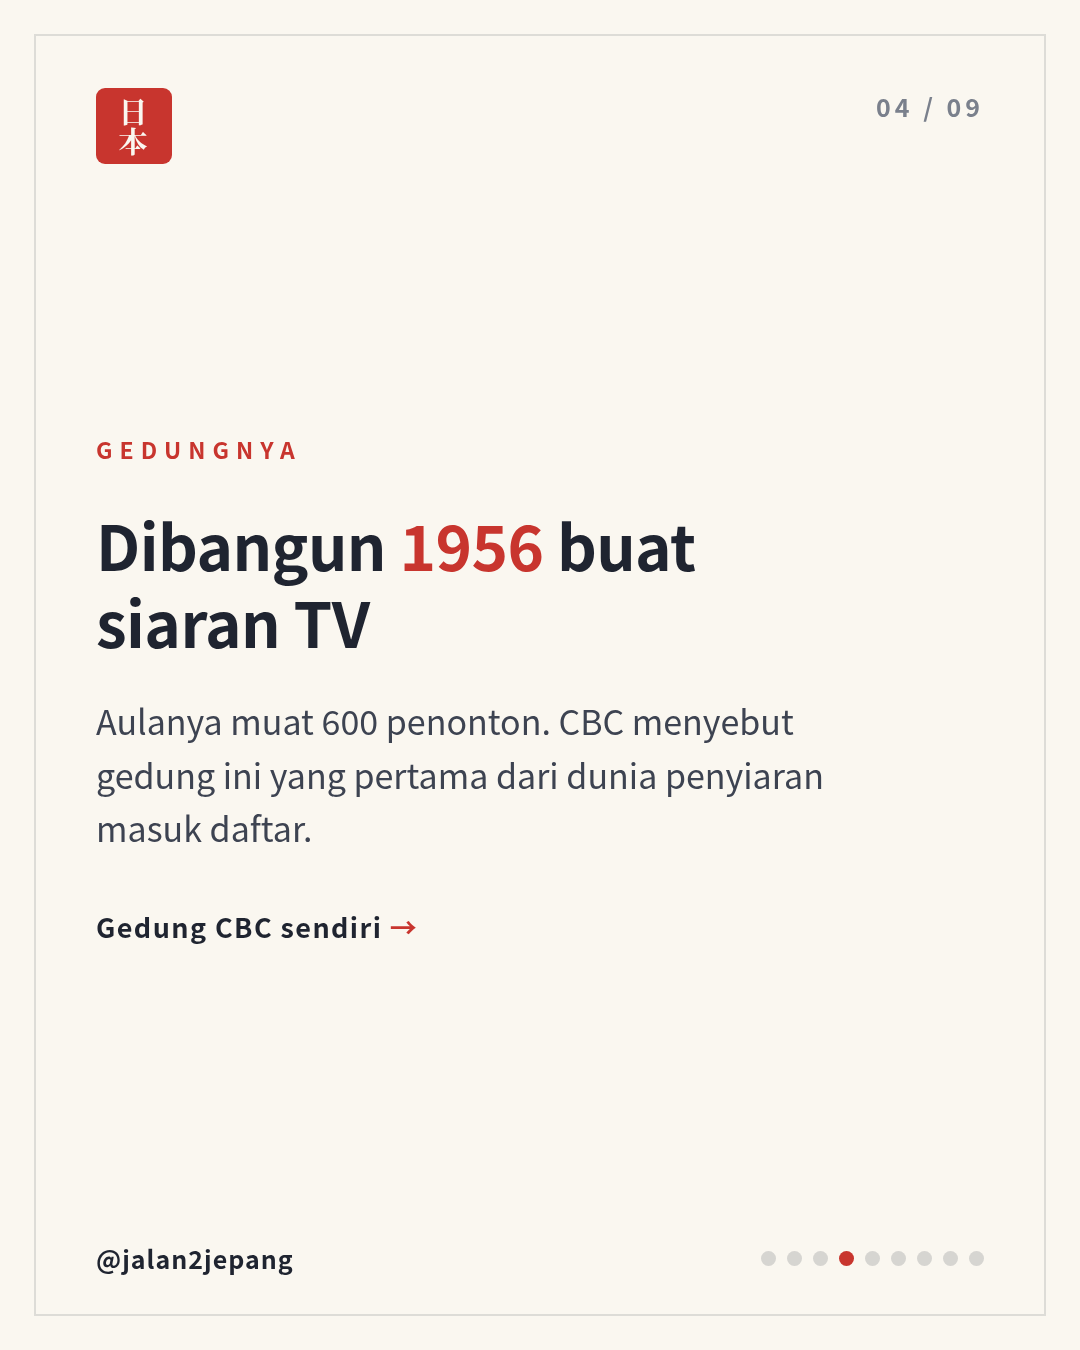 日
本
04 / 09
GEDUNGNYA
Dibangun 1956 buat
siaran TV
Aulanya muat 600 penonton. CBC menyebut
gedung ini yang pertama dari dunia penyiaran
masuk daftar.
Gedung CBC sendiri →
@jalan2jepang